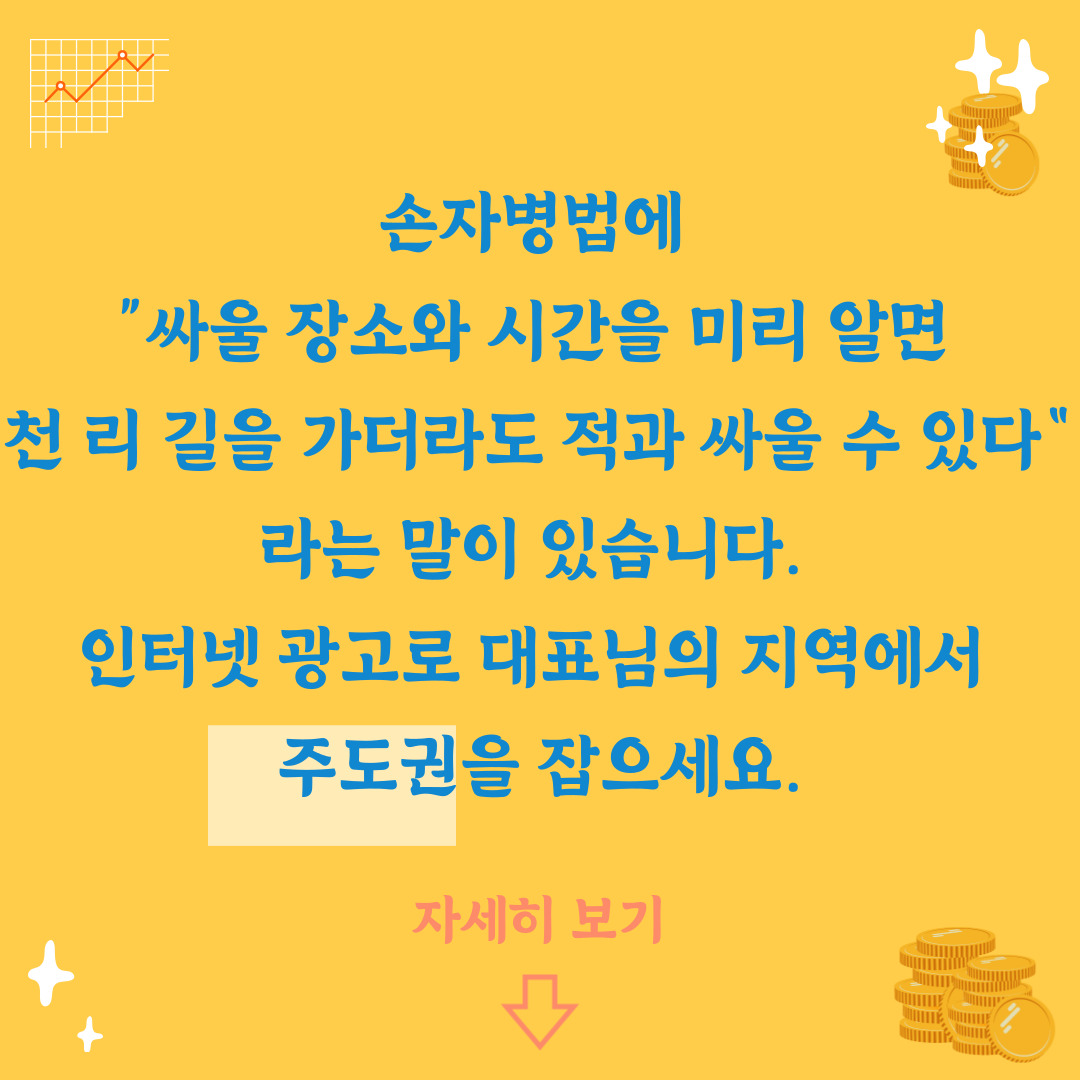 손자병법에
"싸울 장소와 시간을 미리 알면
천 리 길을 가더라도 적과 싸울 수 있다"
라는 말이 있습니다.
인터넷 광고로 대표님의 지역에서
주도권을 잡으세요.
자세히 보기